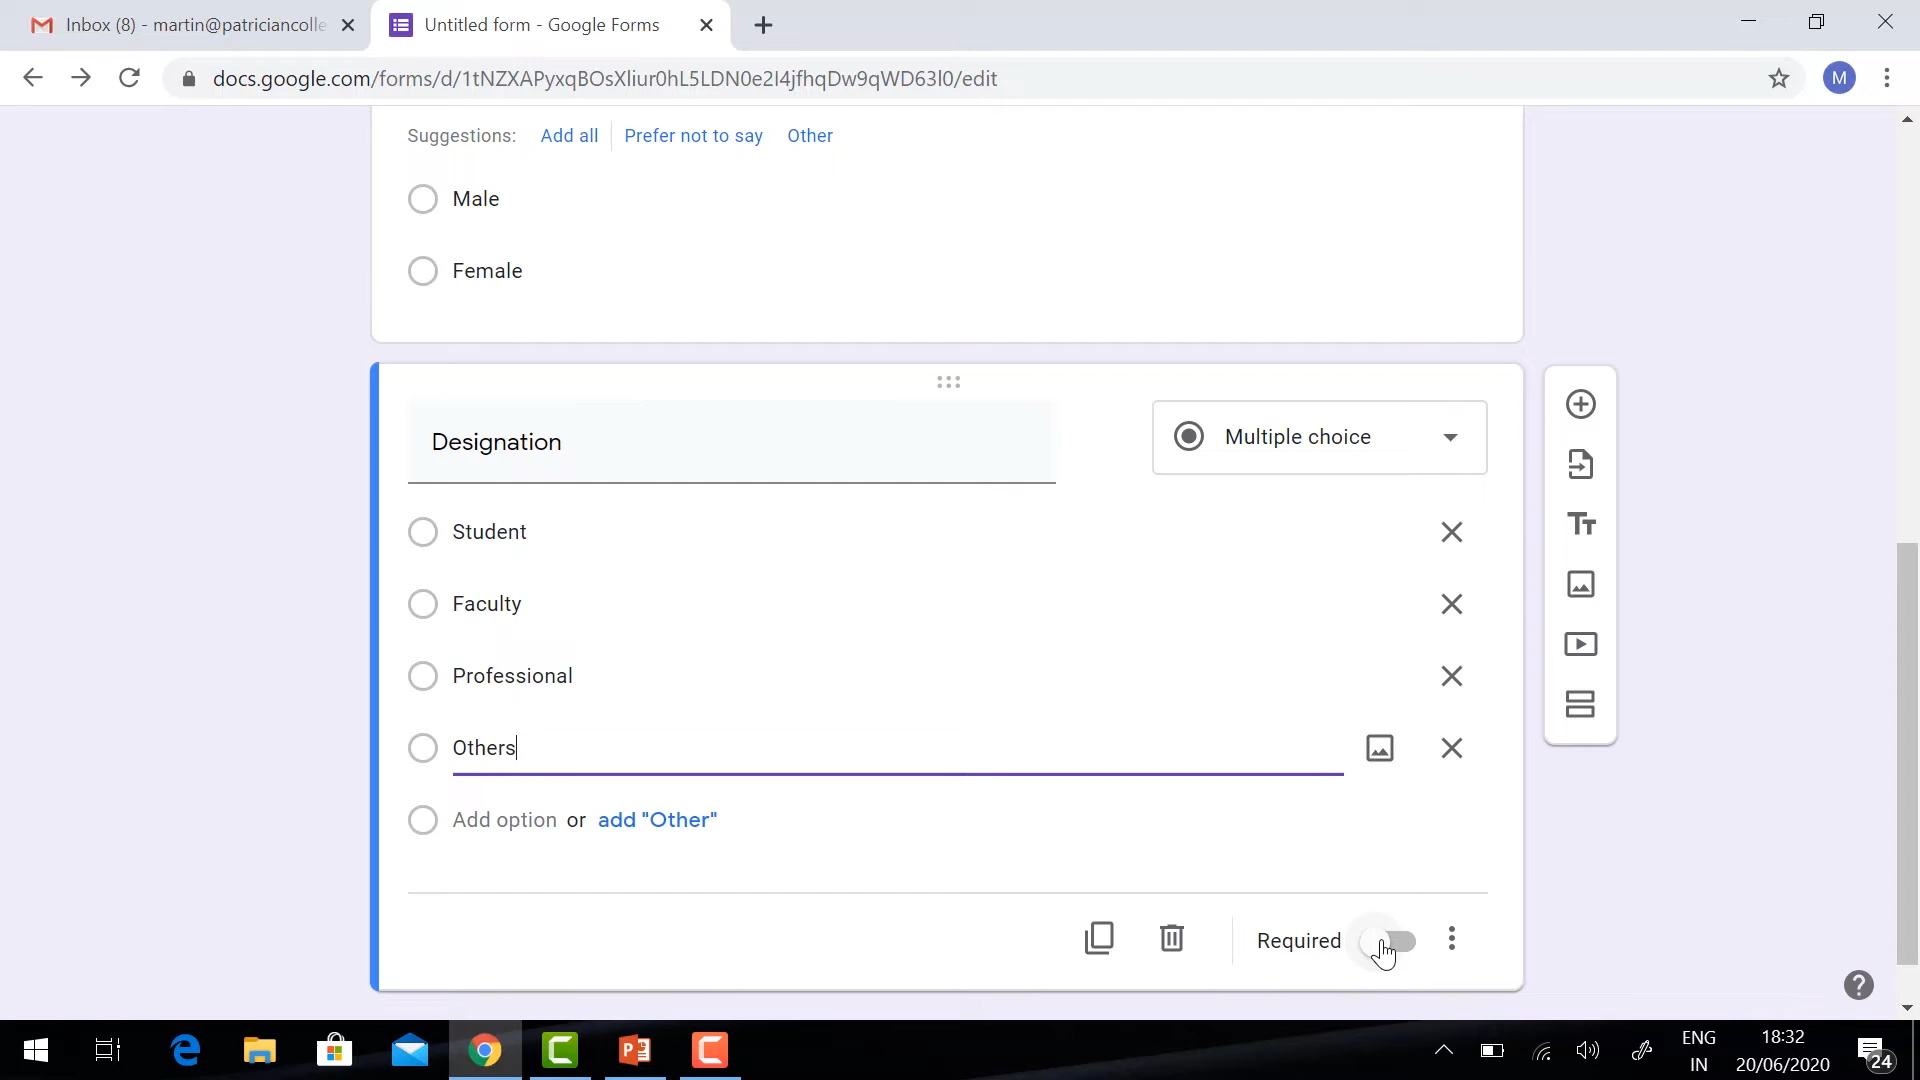 Inbox (8) - martin@patriciancolle
Untitled form - Google Forms
docs.google.com/forms/d/1tNZXAPyxqBOsXliur0hL5LDN0e2I4jfhqDw9qWD63l0/edit
M
Suggestions: Add all Prefer not to say Other
Male
Female
Designation
Multiple choice
Student
Faculty
Professional
Others
Add option or add "Other"
Required
ENG
IN
18:32
20/06/2020
24